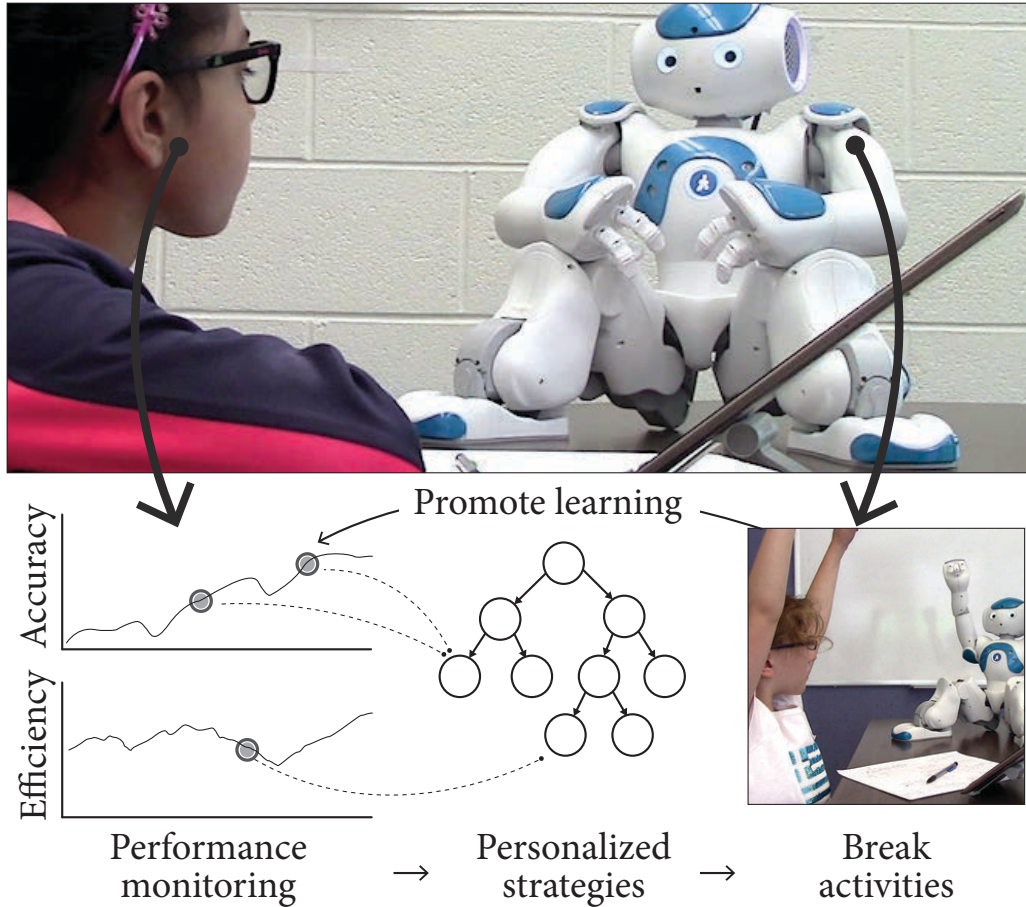 Promote learning
Accuracy
Efficiency
Performance
monitoring
→
Personalized
strategies
→
Break
activities